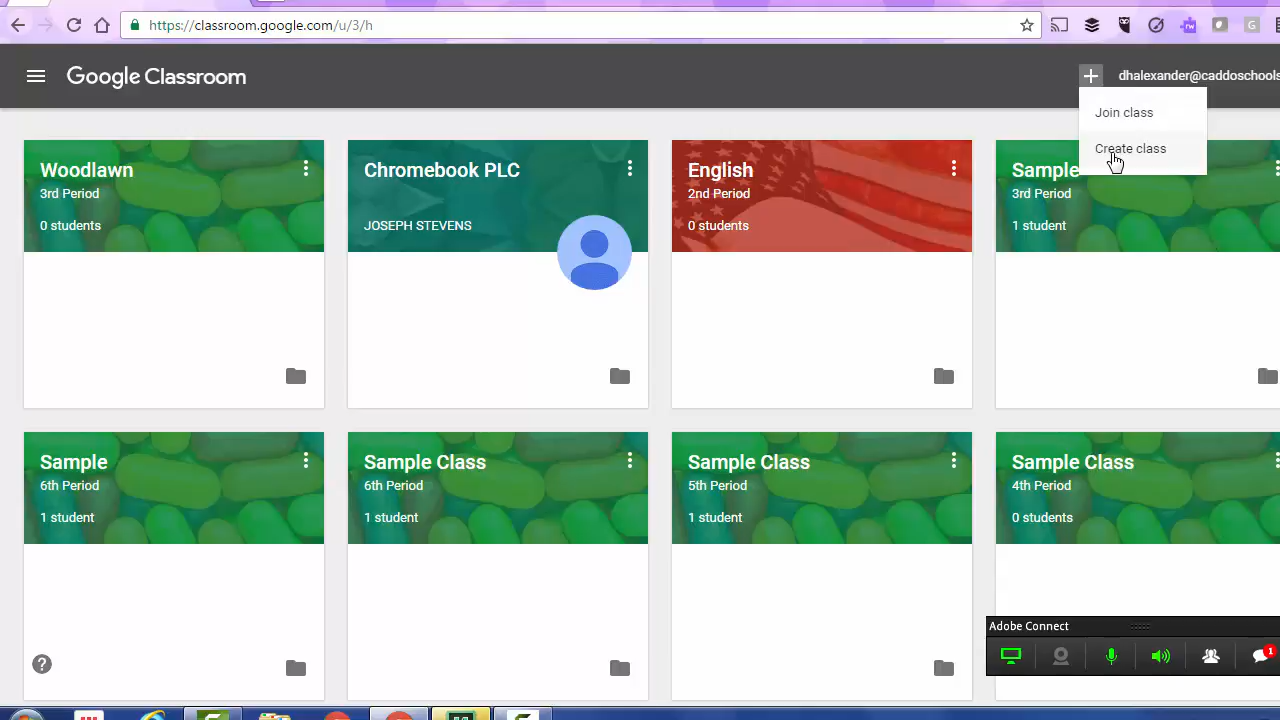 https://classroom.google.com/u/3/h
Google Classroom
dhalexander@caddoschools
Join class
Create class
Woodlawn
3rd Period
0 students
Chromebook PLC
JOSEPH STEVENS
English
2nd Period
0 students
Sample
3rd Period
1 student
Sample
6th Period
1 student
Sample Class
6th Period
1 student
Sample Class
5th Period
1 student
Sample Class
4th Period
0 students
Adobe Connect
1